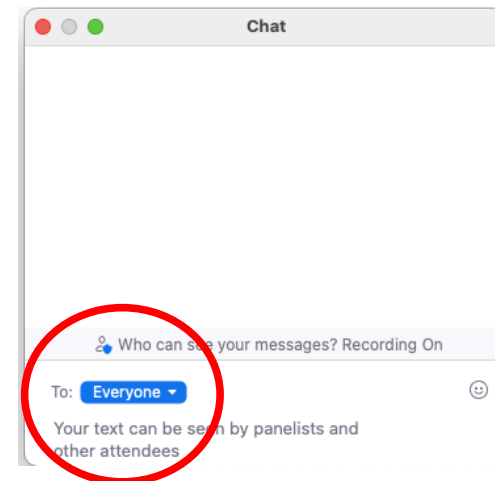 Chat
Who can see your messages? Recording On
To: Everyone
Your text can be seen by panelists and
other attendees